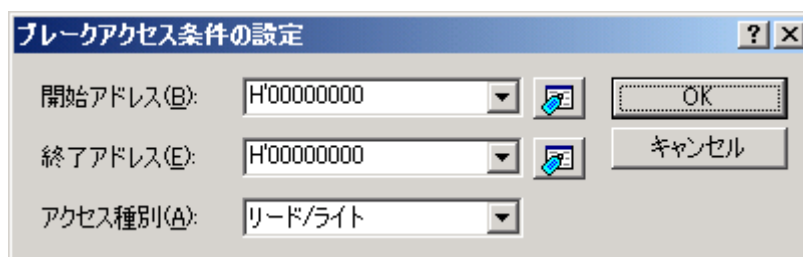 ブレークアクセス条件の設定
開始アドレス(B): H'00000000 OK
終了アドレス(E): H'00000000 キャンセル
アクセス種別(A): リード/ライト